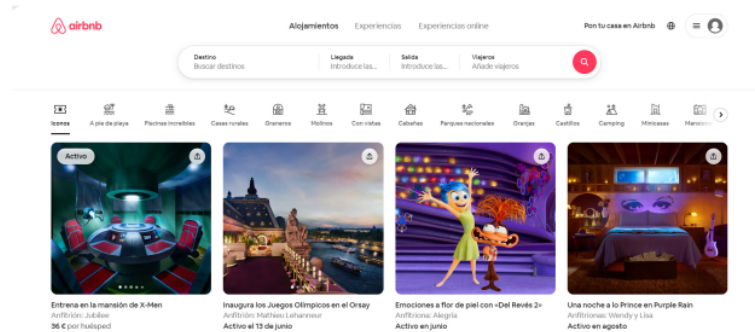 airbnb
Alojamientos Experiencias Experiencias online
Pon tu casa en Airbnb
Destino
Buscar destinos
Llegada
Introduce las...
Salida
Introduce las...
Viajeros
Añade viajeros
Iconos
A pie de playa
Piscinas increíbles
Casas rurales
Graneros
Molinos
Con vistas
Cabañas
Parques nacionales
Granjas
Castillos
Camping
Minicasas
Mansiones
Activo
Entrena en la mansión de X-Men
Anfitrión: Jubilee
36 € por huésped
Inaugura los Juegos Olímpicos en el Orsay
Anfitrión: Mathieu Lehanneur
Activo el 13 de junio
Emociones a flor de piel con «Del Revés 2»
Anfitriona: Alegría
Activo en junio
Una noche a lo Prince en Purple Rain
Anfitrionas: Wendy y Lisa
Activo en agosto